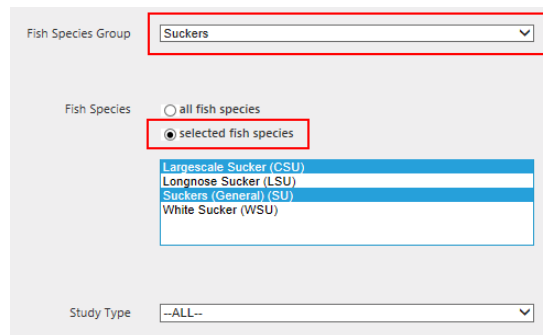 Fish Species Group Suckers
Fish Species all fish species
selected fish species
Largescale Sucker (CSU)
Longnose Sucker (LSU)
Suckers (General) (SU)
White Sucker (WSU)
Study Type --ALL--